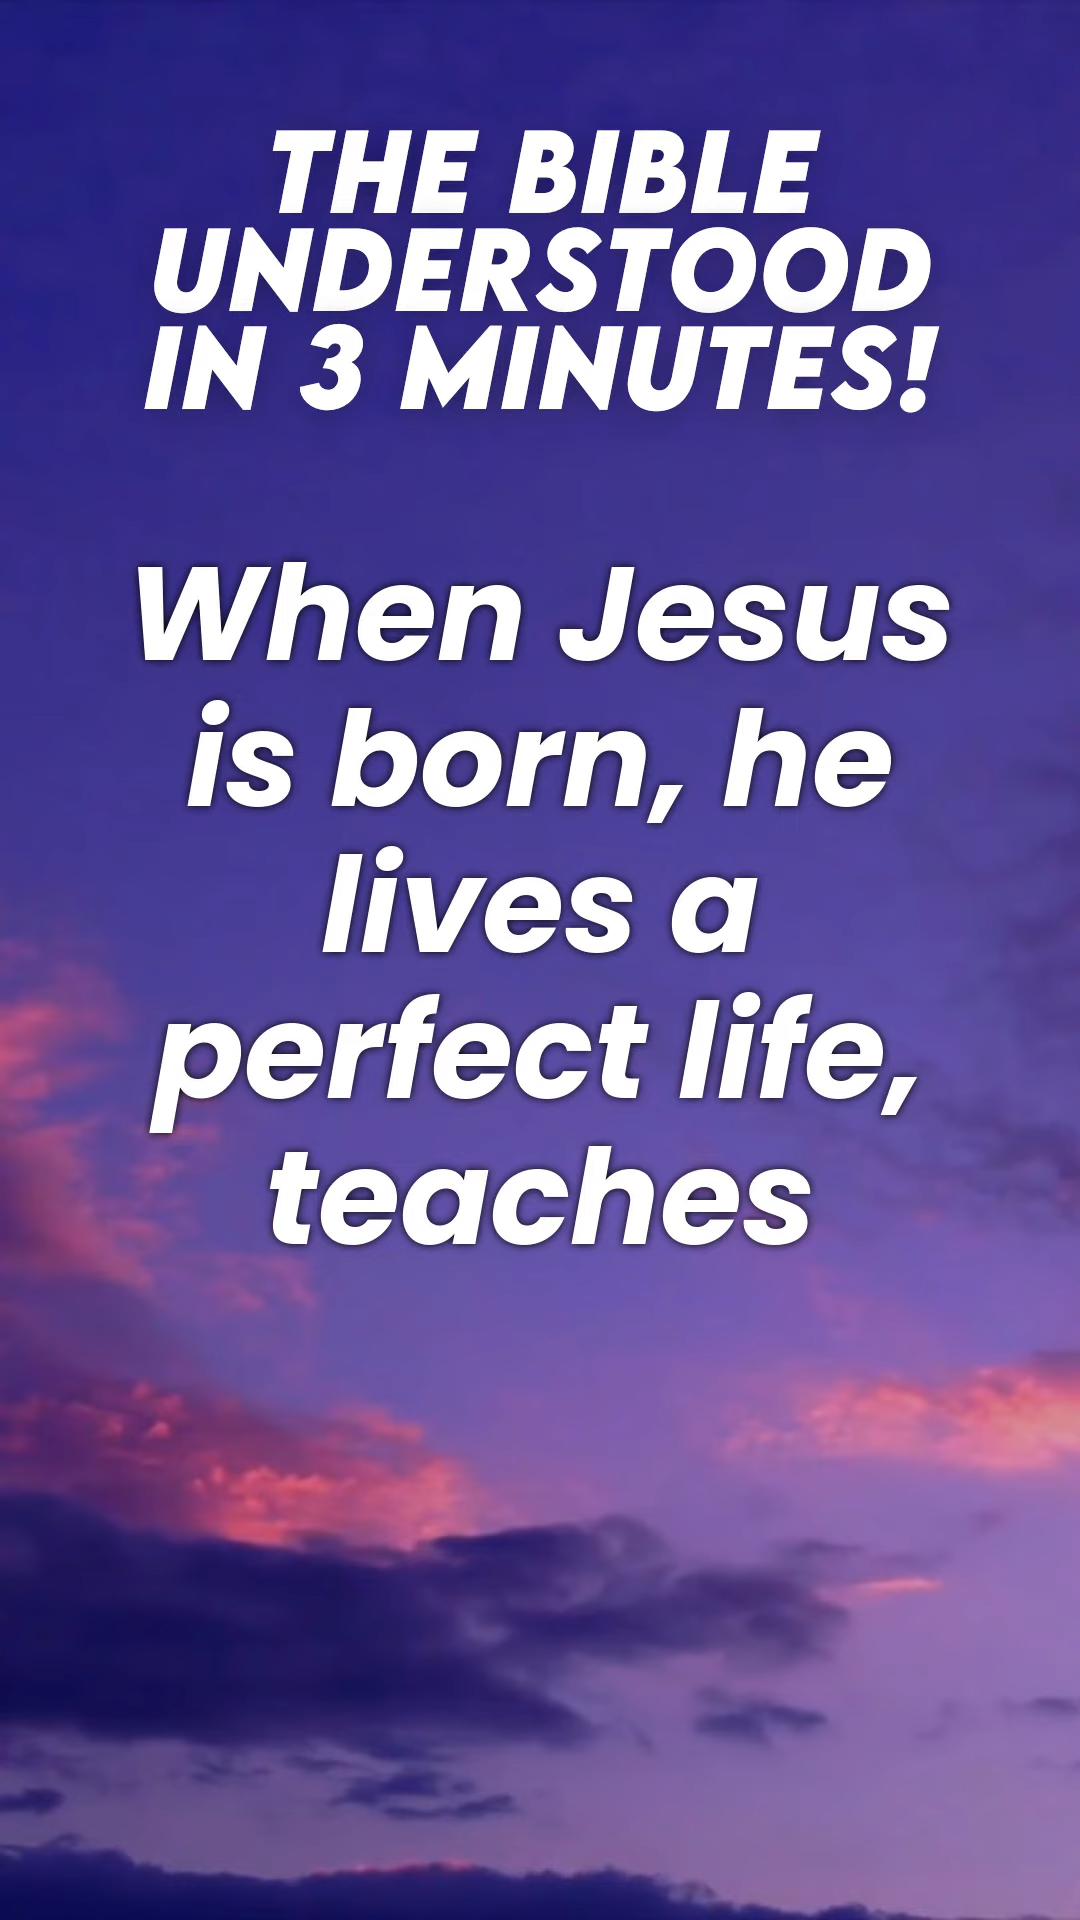 THE BIBLE
UNDERSTOOD
IN 3 MINUTES!
When Jesus
is born, he
lives a
perfect life,
teaches